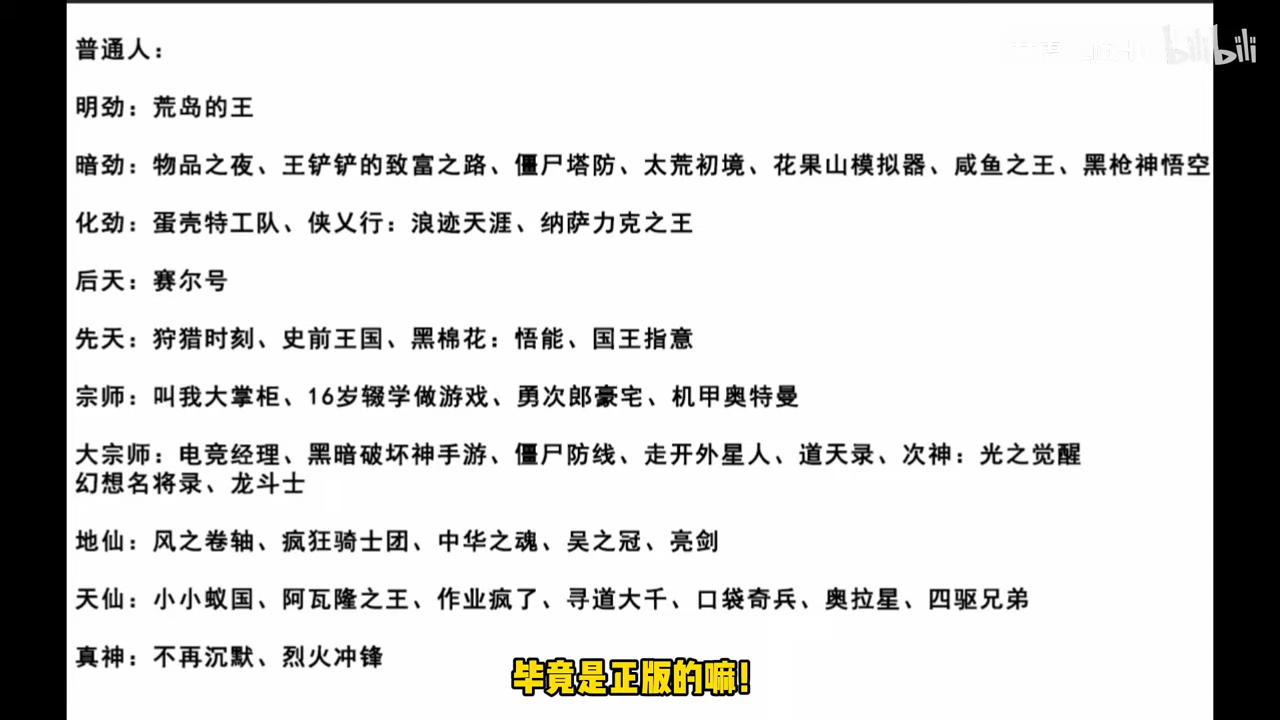 普通人：
bilibili
明劲：荒岛的王
暗劲：物品之夜、王铲铲的致富之路、僵尸塔防、太荒初境、花果山模拟器、咸鱼之王、黑枪神悟空
化劲：蛋壳特工队、侠乂行：浪迹天涯、纳萨力克之王
后天：赛尔号
先天：狩猎时刻、史前王国、黑棉花：悟能、国王指意
宗师：叫我大掌柜、16岁辍学做游戏、勇次郎豪宅、机甲奥特曼
大宗师：电竞经理、黑暗破坏神手游、僵尸防线、走开外星人、道天录、次神：光之觉醒
幻想名将录、龙斗士
地仙：风之卷轴、疯狂骑士团、中华之魂、吴之冠、亮剑
天仙：小小蚁国、阿瓦隆之王、作业疯了、寻道大千、口袋奇兵、奥拉星、四驱兄弟
真神：不再沉默、烈火冲锋
毕竟是正版的嘛！